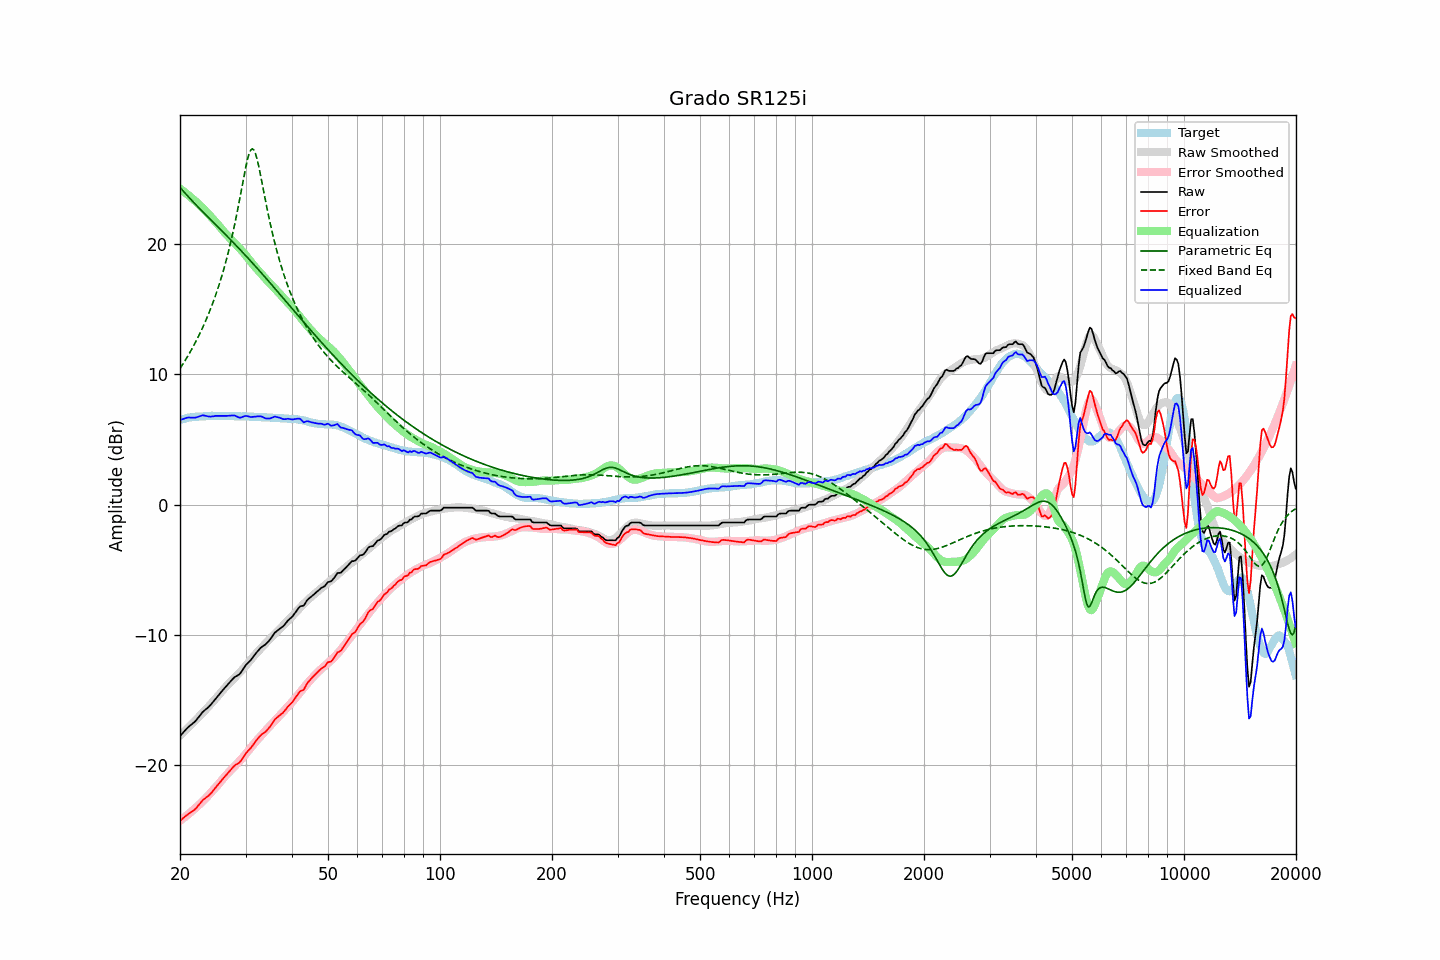 Grado SR125i
Target
Raw Smoothed
Error Smoothed
Raw
Error
Equalization
Parametric Eq
Fixed Band Eq
Equalized
Amplitude (dBr)
20
10
0
−10
−20
20 50 100 200 500 1000 2000 5000 10000 20000
Frequency (Hz)